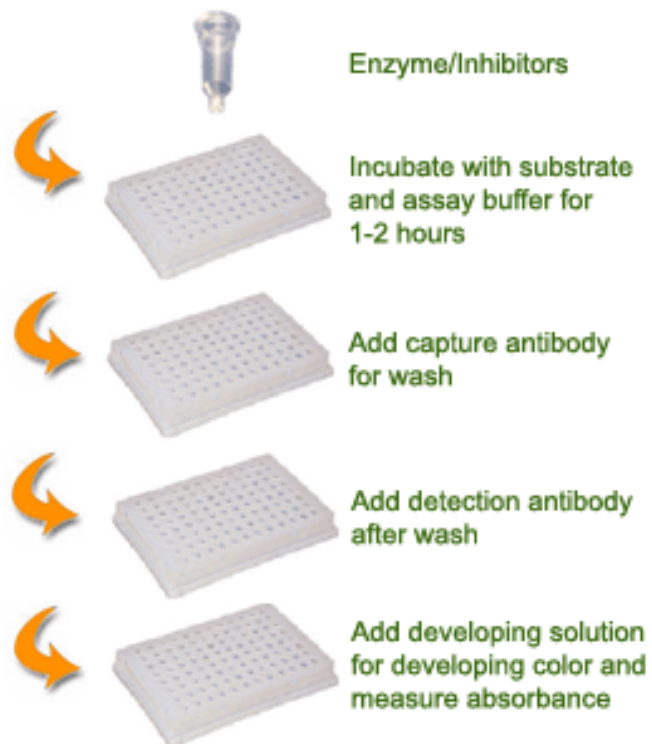 Enzyme/Inhibitors
Incubate with substrate
and assay buffer for
1-2 hours
Add capture antibody
for wash
Add detection antibody
after wash
Add developing solution
for developing color and
measure absorbance